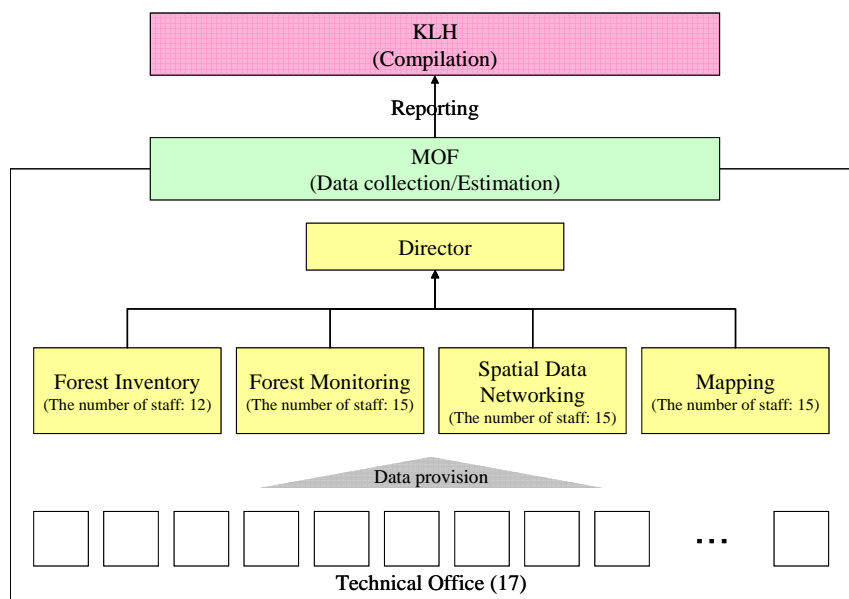 KLH
(Compilation)
Reporting
MOF
(Data collection/Estimation)
Director
Forest Inventory
(The number of staff: 12)
Forest Monitoring
(The number of staff: 15)
Spatial Data
Networking
(The number of staff: 15)
Mapping
(The number of staff: 15)
Data provision
...
Technical Office (17)